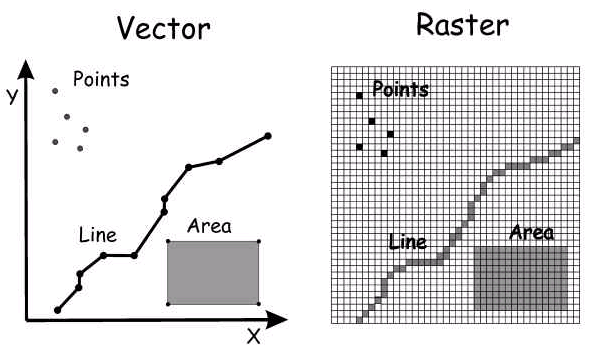 Vector
Points
Y
Line
Area
X
Raster
Points
Line
Area